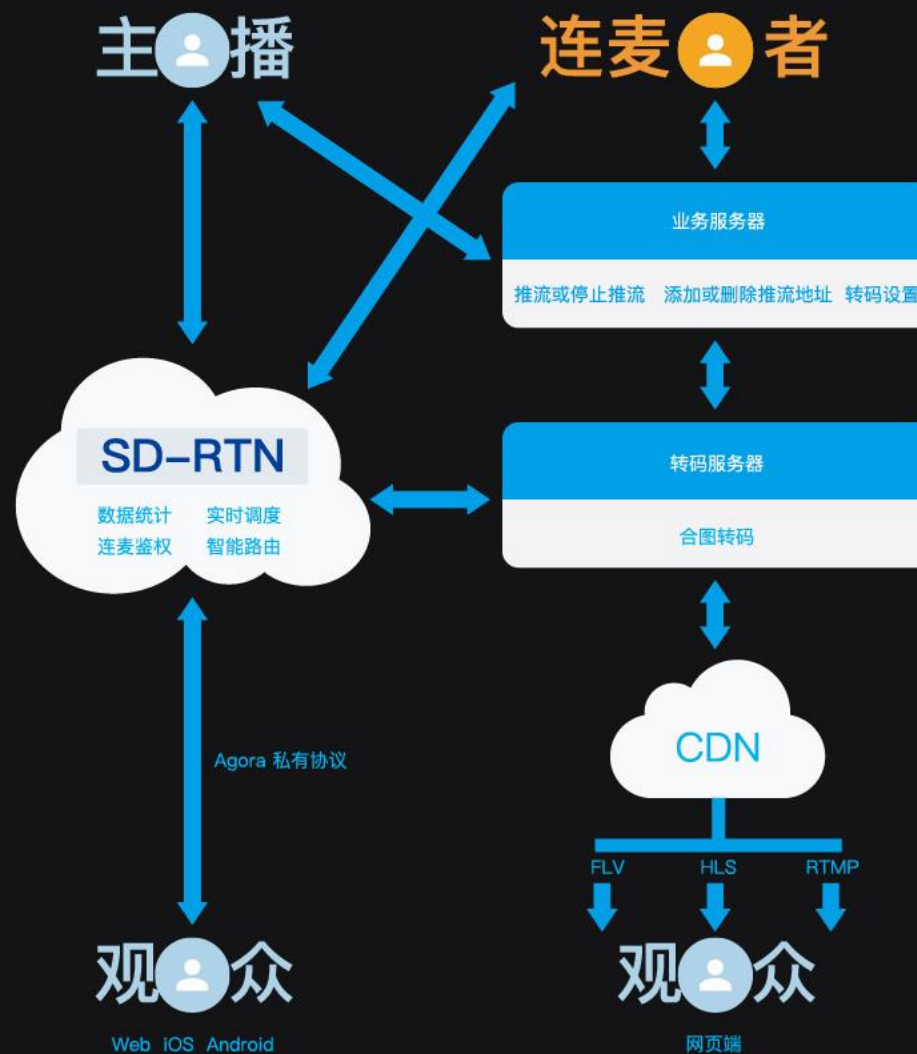 主播
连麦者
业务服务器
推流或停止推流 添加或删除推流地址 转码设置
SD-RTN
数据统计 实时调度
连麦鉴权 智能路由
转码服务器
合图转码
CDN
Agora 私有协议
FLV HLS RTMP
观众
Web iOS Android
观众
网页端